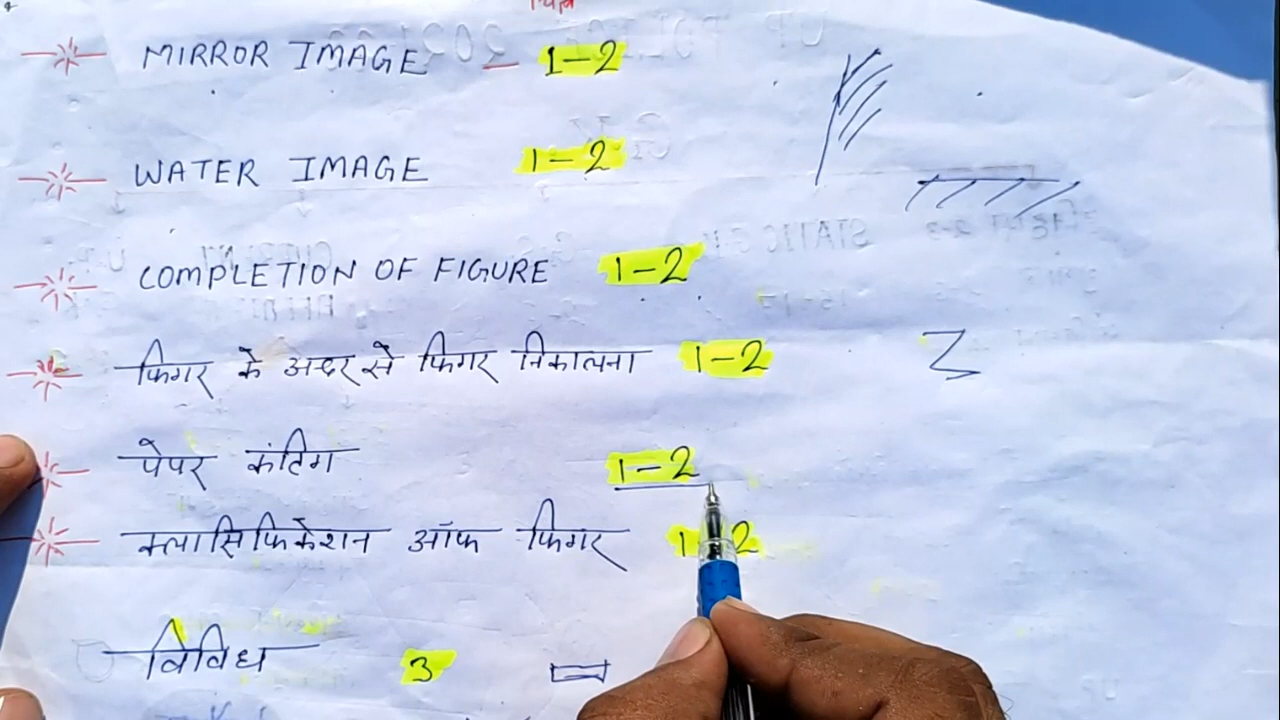 MIRROR IMAGE – 1-2
WATER IMAGE 1-2
COMPLETION OF FIGURE 1-2
फिगर के अन्दर से फिगर निकालना 1-2
पेपर कंटिग 1-2
क्लासिफिकेशन ऑफ फिगर 1-2
विविध 3